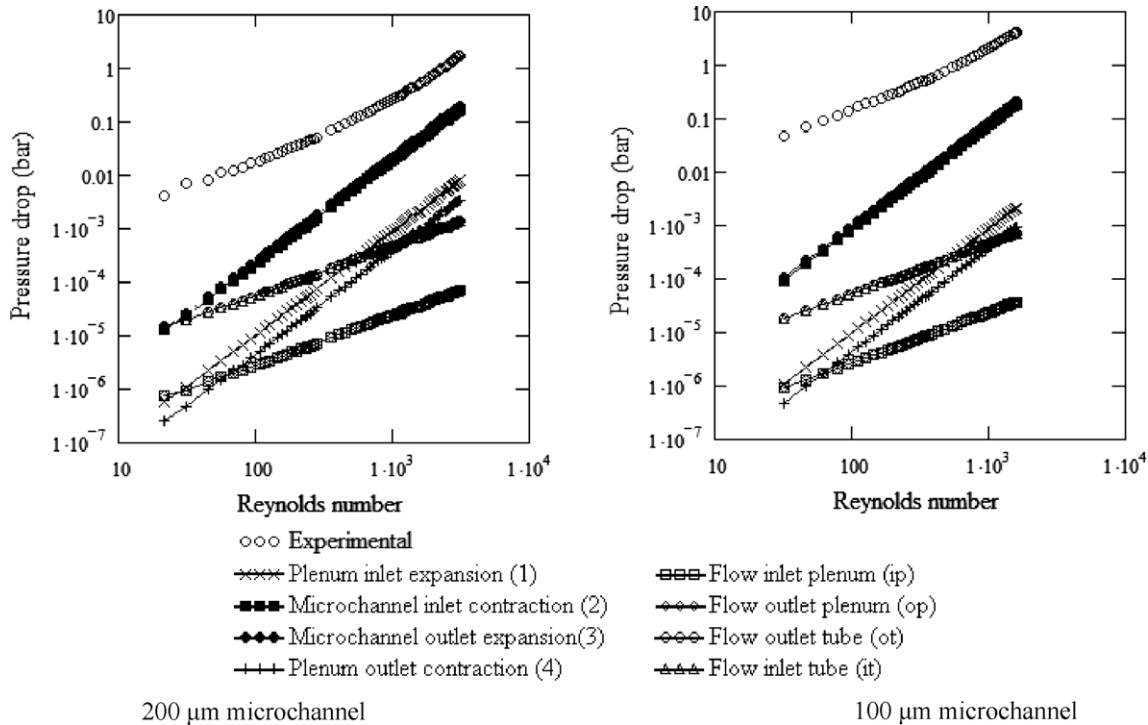 10
1
0.1
0.01
1·10⁻³
1·10⁻⁴
1·10⁻⁵
1·10⁻⁶
1·10⁻⁷
Pressure drop (bar)
10 100 1·10³ 1·10⁴
Reynolds number
10
1
0.1
0.01
1·10⁻³
1·10⁻⁴
1·10⁻⁵
1·10⁻⁶
1·10⁻⁷
Pressure drop (bar)
10 100 1·10³ 1·10⁴
Reynolds number
Experimental
Plenum inlet expansion (1)
Microchannel inlet contraction (2)
Microchannel outlet expansion(3)
Plenum outlet contraction (4)
Flow inlet plenum (ip)
Flow outlet plenum (op)
Flow outlet tube (ot)
Flow inlet tube (it)
200 μm microchannel
100 μm microchannel